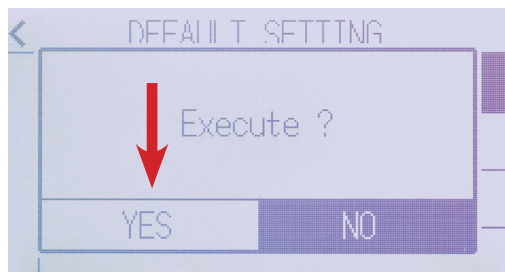 <
DEFAULT SETTING
Execute ?
YES NO